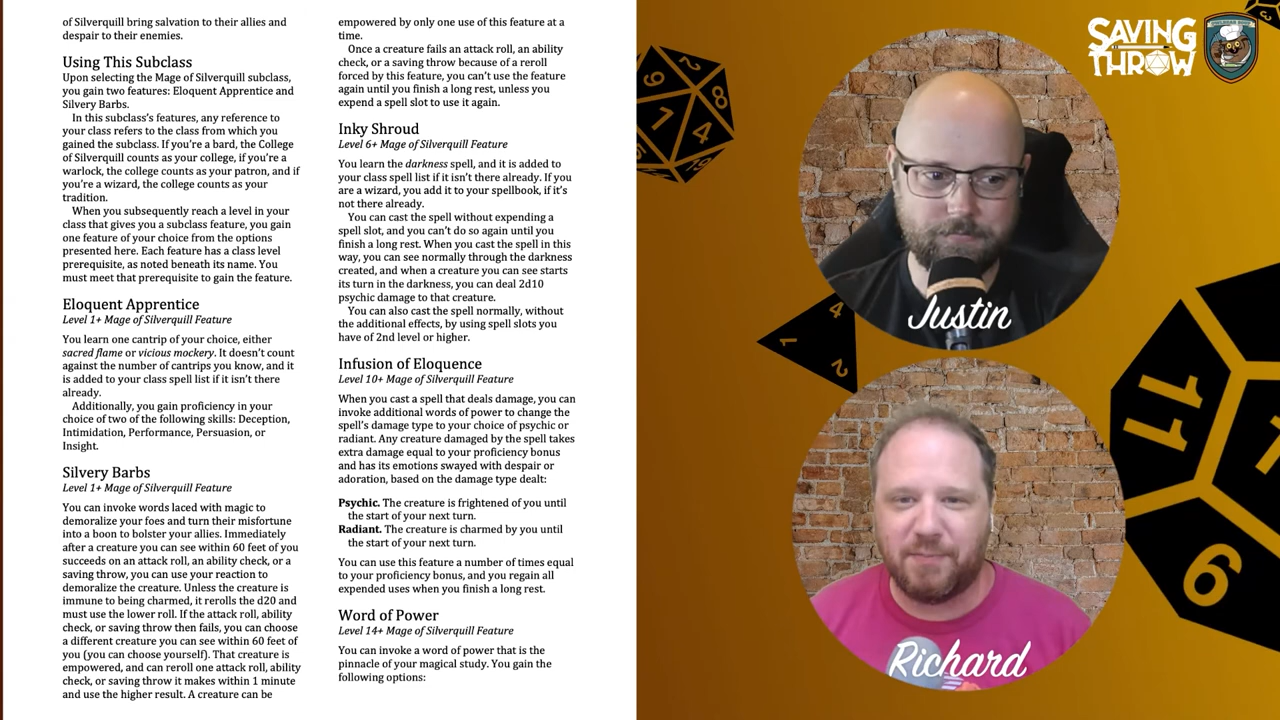 of Silverquill bring salvation to their allies and
despair to their enemies.
Using This Subclass
Upon selecting the Mage of Silverquill subclass,
you gain two features: Eloquent Apprentice and
Silvery Barbs.
In this subclass's features, any reference to
your class refers to the class from which you
gained the subclass. If you're a bard, the College
of Silverquill counts as your college, if you're a
warlock, the college counts as your patron, and if
you're a wizard, the college counts as your
tradition.
When you subsequently reach a level in your
class that gives you a subclass feature, you gain
one feature of your choice from the options
presented here. Each feature has a class level
prerequisite, as noted beneath its name. You
must meet that prerequisite to gain the feature.
Eloquent Apprentice
Level 1+ Mage of Silverquill Feature
You learn one cantrip of your choice, either
sacred flame or vicious mockery. It doesn't count
against the number of cantrips you know, and it
is added to your class spell list if it isn't there
already.
Additionally, you gain proficiency in your
choice of two of the following skills: Deception,
Intimidation, Performance, Persuasion, or
Insight.
Silvery Barbs
Level 1+ Mage of Silverquill Feature
You can invoke words laced with magic to
demoralize your foes and turn their misfortune
into a boon to bolster your allies. Immediately
after a creature you can see within 60 feet of you
succeeds on an attack roll, an ability check, or a
saving throw, you can use your reaction to
demoralize the creature. Unless the creature is
immune to being charmed, it rerolls the d20 and
must use the lower roll. If the attack roll, ability
check, or saving throw then fails, you can choose
a different creature you can see within 60 feet of
you (you can choose yourself). That creature is
empowered, and can reroll one attack roll, ability
check, or saving throw it makes within 1 minute
and use the higher result. A creature can be
empowered by only one use of this feature at a
time.
Once a creature fails an attack roll, an ability
check, or a saving throw because of a reroll
forced by this feature, you can't use the feature
again until you finish a long rest, unless you
expend a spell slot to use it again.
Inky Shroud
Level 6+ Mage of Silverquill Feature
You learn the darkness spell, and it is added to
your class spell list if it isn't there already. If you
are a wizard, you add it to your spellbook, if it's
not there already.
You can cast the spell without expending a
spell slot, and you can't do so again until you
finish a long rest. When you cast the spell in this
way, you can see normally through the darkness
created, and when a creature you can see starts
its turn in the darkness, you can deal 2d10
psychic damage to that creature.
You can also cast the spell normally, without
the additional effects, by using spell slots you
have of 2nd level or higher.
Infusion of Eloquence
Level 10+ Mage of Silverquill Feature
When you cast a spell that deals damage, you can
invoke additional words of power to change the
spell's damage type to your choice of psychic or
radiant. Any creature damaged by the spell takes
extra damage equal to your proficiency bonus
and has its emotions swayed with despair or
adoration, based on the damage type dealt:
Psychic. The creature is frightened of you until
the start of your next turn.
Radiant. The creature is charmed by you until
the start of your next turn.
You can use this feature a number of times equal
to your proficiency bonus, and you regain all
expended uses when you finish a long rest.
Word of Power
Level 14+ Mage of Silverquill Feature
You can invoke a word of power that is the
pinnacle of your magical study. You gain the
following options:
SAVING
THROW
Justin
Richard
9
2
8
1
4
19
4
1
2
11
1
9